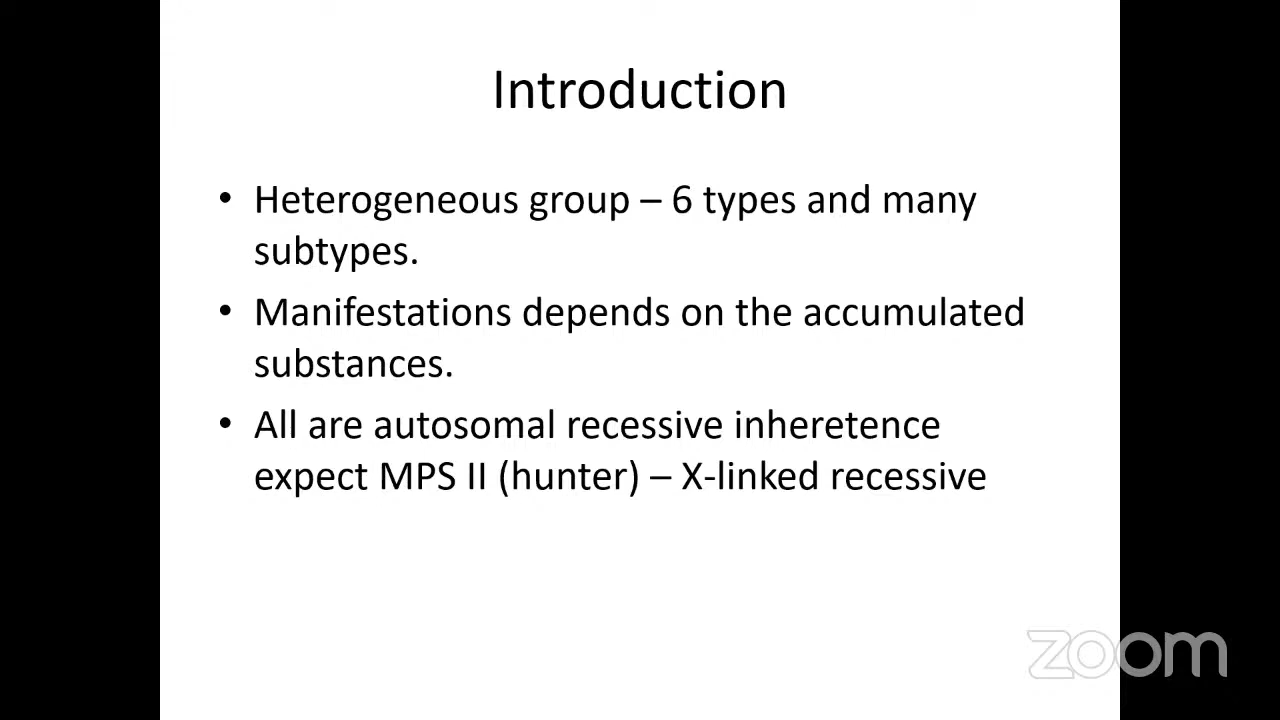 Introduction
• Heterogeneous group – 6 types and many
subtypes.
• Manifestations depends on the accumulated
substances.
• All are autosomal recessive inheretence
expect MPS II (hunter) – X-linked recessive
zoom